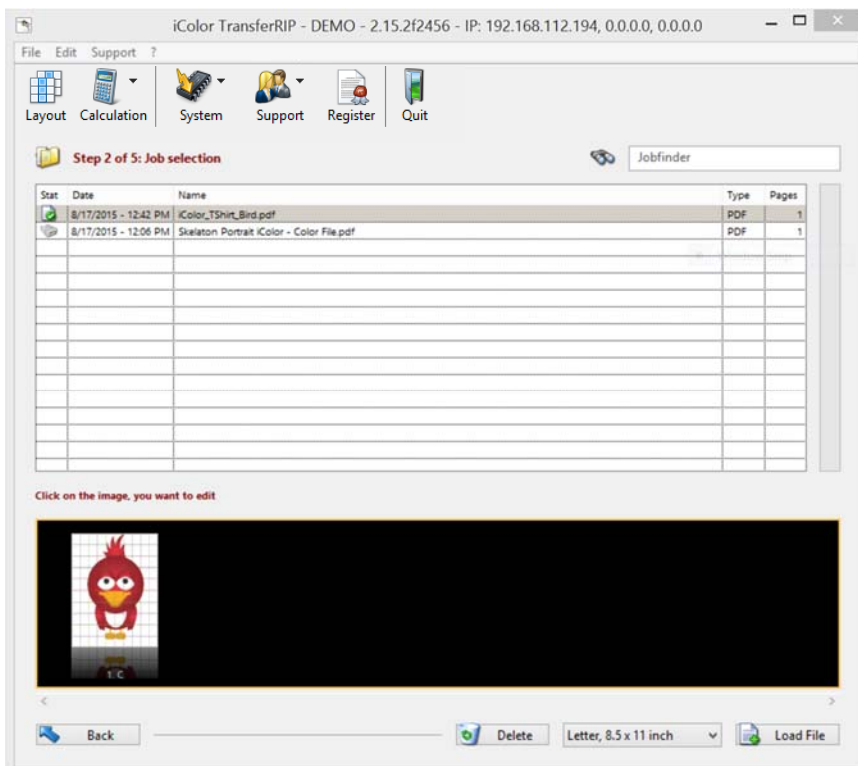 iColor TransferRIP - DEMO - 2.15.2f2456 - IP: 192.168.112.194, 0.0.0.0, 0.0.0.0
File Edit Support ?
Layout Calculation System Support Register Quit
Step 2 of 5: Job selection Jobfinder
Stat Date Name Type Pages
8/17/2015 - 12:42 PM iColor_TShirt_Bird.pdf PDF 1
8/17/2015 - 12:06 PM Skelaton Portrait iColor - Color File.pdf PDF 1
Click on the image, you want to edit
1: C
Back Delete Letter, 8.5 x 11 inch Load File